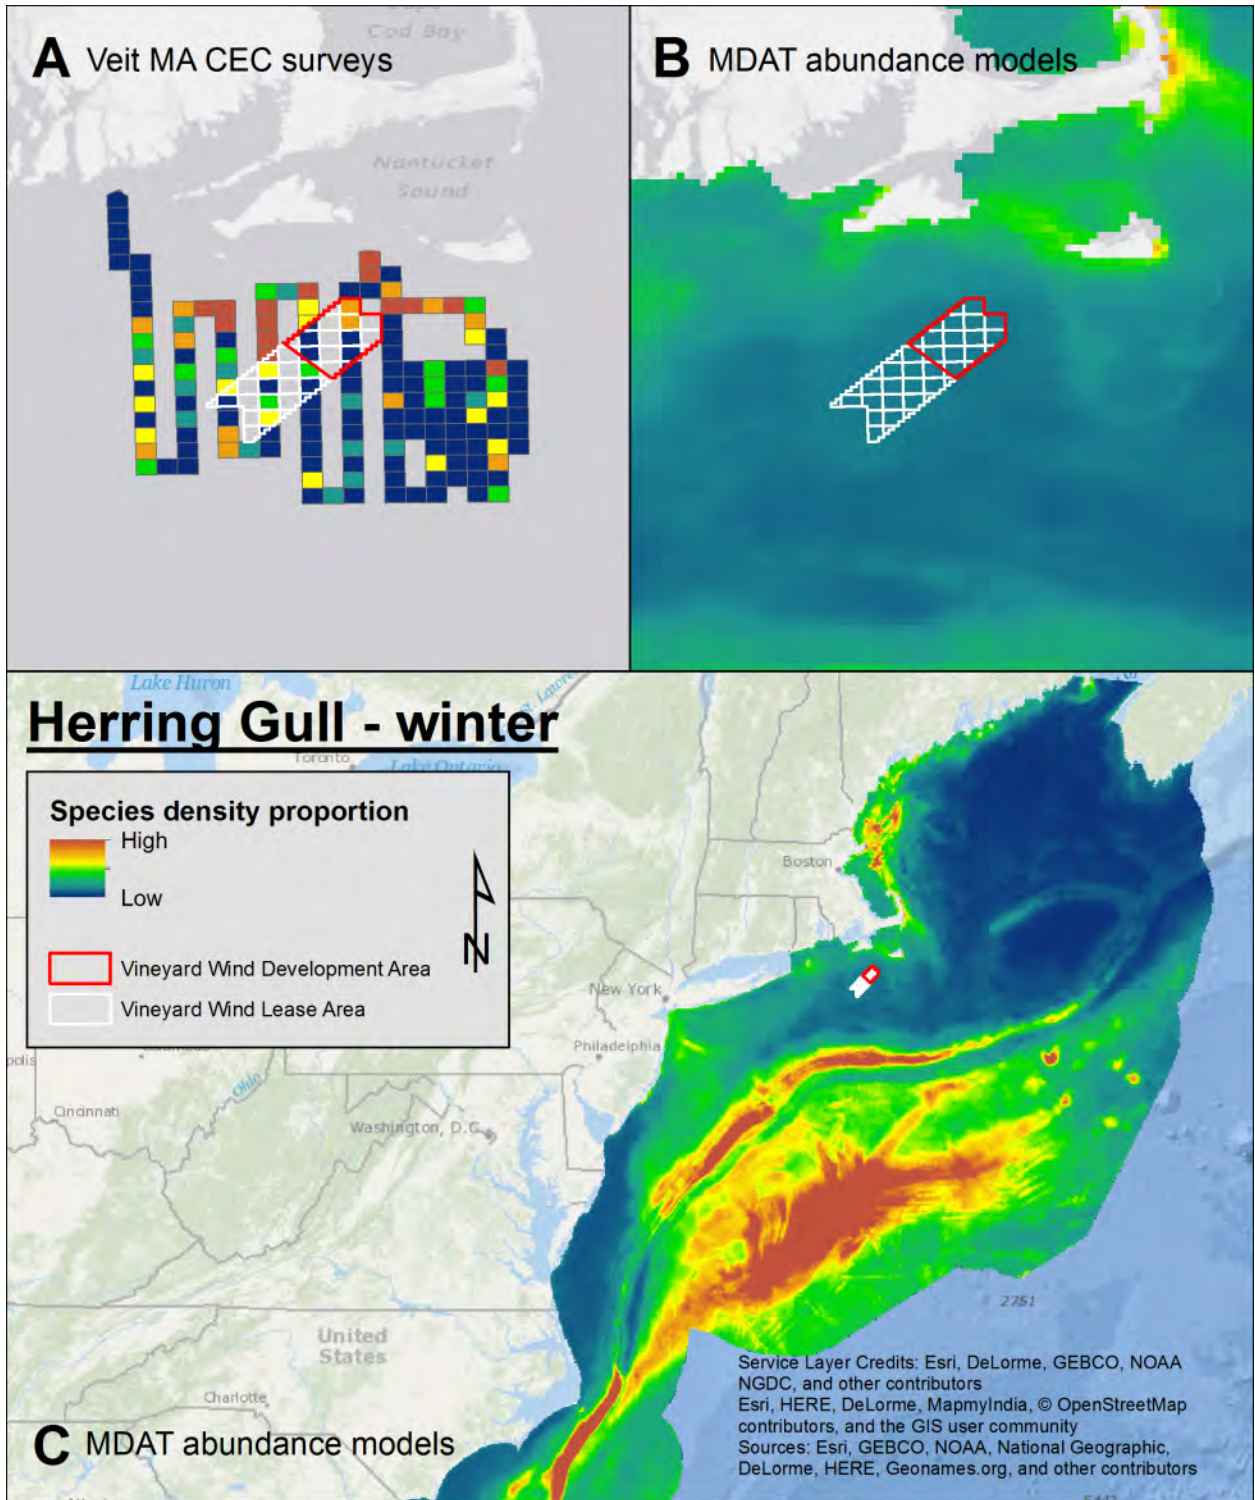 A Veit MA CEC surveys
Cod Bay
Nantucket
Sound
B MDAT abundance models
Lake Huron
St. Lawre
Herring Gull - winter
Toronto
Lake Ontario
Species density proportion
High
Low
N
Vineyard Wind Development Area
Vineyard Wind Lease Area
Boston
New York
Philadelphia
Ohio
Cincinnati
Washington, D.C.
2751
United
States
Charlotte
Service Layer Credits: Esri, DeLorme, GEBCO, NOAA
NGDC, and other contributors
Esri, HERE, DeLorme, MapmyIndia, © OpenStreetMap
contributors, and the GIS user community
Sources: Esri, GEBCO, NOAA, National Geographic,
DeLorme, HERE, Geonames.org, and other contributors
C MDAT abundance models